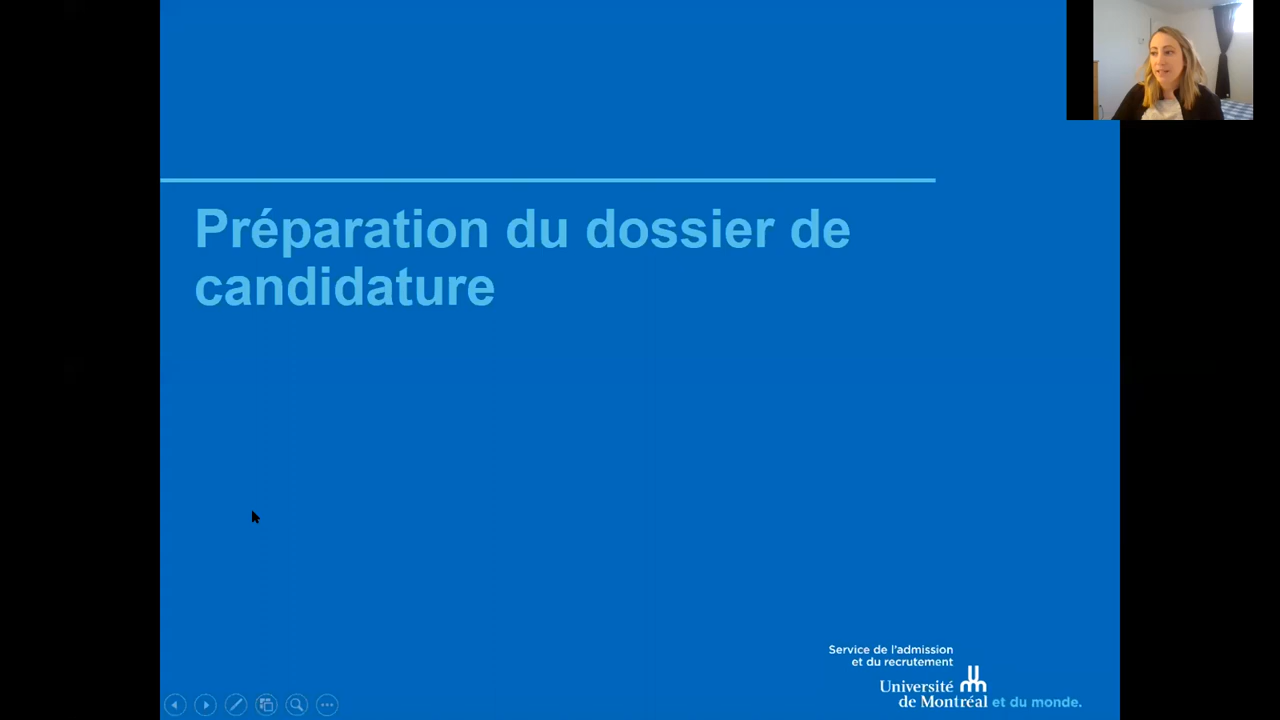 Préparation du dossier de
candidature
Service de l'admission
et du recrutement
Université
de Montréal et du monde.